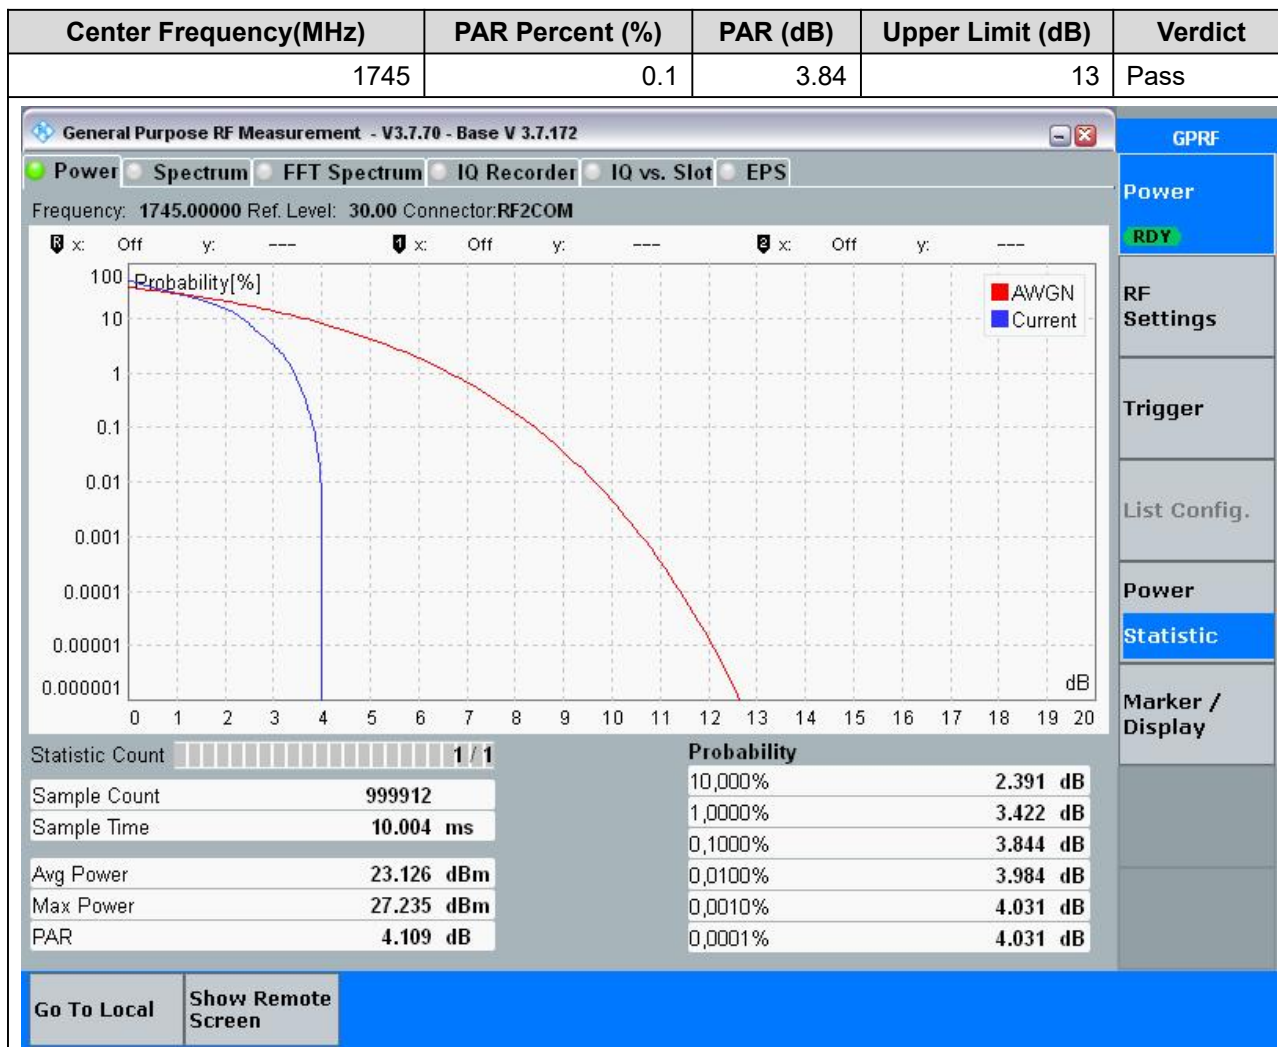 Center Frequency(MHz) PAR Percent (%) PAR (dB) Upper Limit (dB) Verdict
1745 0.1 3.84 13 Pass
General Purpose RF Measurement - V3.7.70 - Base V 3.7.172
GPRF
Power Spectrum FFT Spectrum IQ Recorder IQ vs. Slot EPS
Frequency: 1745.00000 Ref. Level: 30.00 Connector:RF2COM
R x: Off y: --- 1 x: Off y: --- 2 x: Off y: ---
Probability[%]
AWGN
Current
100
10
1
0.1
0.01
0.001
0.0001
0.00001
0.000001
dB
0 1 2 3 4 5 6 7 8 9 10 11 12 13 14 15 16 17 18 19 20
Statistic Count 1 / 1
Sample Count 999912
Sample Time 10.004 ms
Avg Power 23.126 dBm
Max Power 27.235 dBm
PAR 4.109 dB
Probability
10,000% 2.391 dB
1,0000% 3.422 dB
0,1000% 3.844 dB
0,0100% 3.984 dB
0,0010% 4.031 dB
0,0001% 4.031 dB
Power
RDY
RF
Settings
Trigger
List Config.
Power
Statistic
Marker /
Display
Go To Local
Show Remote
Screen